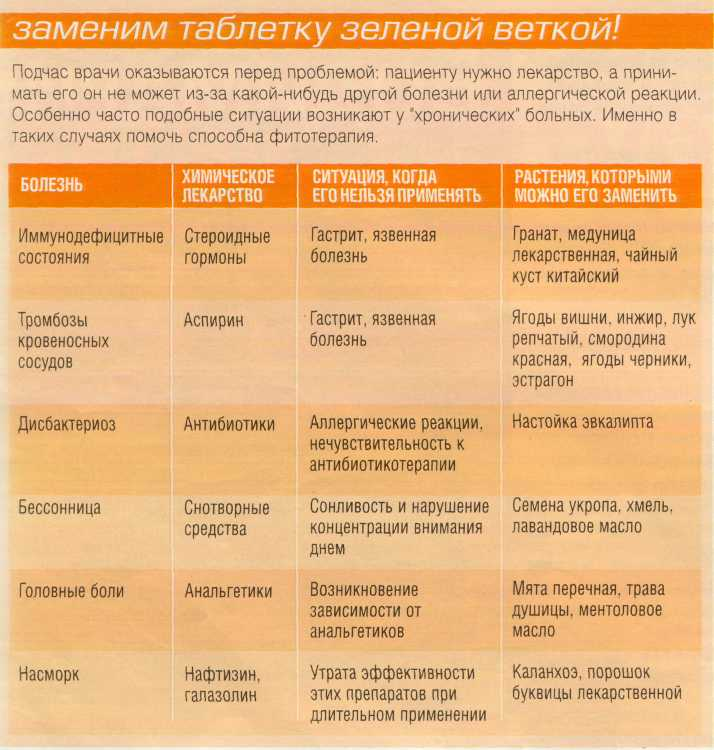 заменим таблетку зеленой веткой!
Подчас врачи оказываются перед проблемой: пациенту нужно лекарство, а прини-
мать его он не может из-за какой-нибудь другой болезни или аллергической реакции.
Особенно часто подобные ситуации возникают у "хронических" больных. Именно в
таких случаях помочь способна фитотерапия.
БОЛЕЗНЬ
ХИМИЧЕСКОЕ
ЛЕКАРСТВО
СИТУАЦИЯ, КОГДА
ЕГО НЕЛЬЗЯ ПРИМЕНЯТЬ
РАСТЕНИЯ, КОТОРЫМИ
МОЖНО ЕГО ЗАМЕНИТЬ
Иммунодефицитные
состояния
Стероидные
гормоны
Гастрит, язвенная
болезнь
Гранат, медуница
лекарственная, чайный
куст китайский
Тромбозы
кровеносных
сосудов
Аспирин
Гастрит, язвенная
болезнь
Ягоды вишни, инжир, лук
репчатый, смородина
красная, ягоды черники,
эстрагон
Дисбактериоз
Антибиотики
Аллергические реакции,
нечувствительность к
антибиотикотерапии
Настойка эвкалипта
Бессонница
Снотворные
средства
Сонливость и нарушение
концентрации внимания
днем
Семена укропа, хмель,
лавандовое масло
Головные боли
Анальгетики
Возникновение
зависимости от
анальгетиков
Мята перечная, трава
душицы, ментоловое
масло
Насморк
Нафтизин,
галазолин
Утрата эффективности
этих препаратов при
длительном применении
Каланхоэ, порошок
буквицы лекарственной